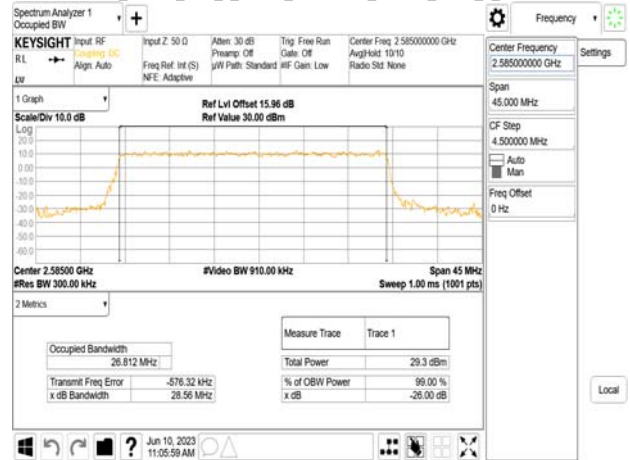 Spectrum Analyzer 1
Occupied BW
Frequency
KEYSIGHT
Input: RF
Coupling: DC
Align: Auto
RL
LV
Input Z: 50 Ω
Freq Ref: Int (S)
NFE: Adaptive
Atten: 30 dB
Preamp: Off
µW Path: Standard
Trig: Free Run
Gate: Off
#IF Gain: Low
Center Freq: 2.585000000 GHz
Avg|Hold: 10/10
Radio Std: None
Center Frequency
2.585000000 GHz
Settings
Span
45.000 MHz
CF Step
4.500000 MHz
Auto
Man
Freq Offset
0 Hz
Local
1 Graph
Scale/Div 10.0 dB
Ref Lvl Offset 15.96 dB
Ref Value 30.00 dBm
Log
20.0
10.0
0.00
-10.0
-20.0
-30.0
-40.0
-50.0
-60.0
Center 2.58500 GHz
#Res BW 300.00 kHz
#Video BW 910.00 kHz
Span 45 MHz
Sweep 1.00 ms (1001 pts)
2 Metrics
Measure Trace Trace 1
Occupied Bandwidth
26.812 MHz
Total Power 29.3 dBm
Transmit Freq Error -576.32 kHz
% of OBW Power 99.00 %
x dB Bandwidth 28.56 MHz
x dB -26.00 dB
Jun 10, 2023
11:05:59 AM